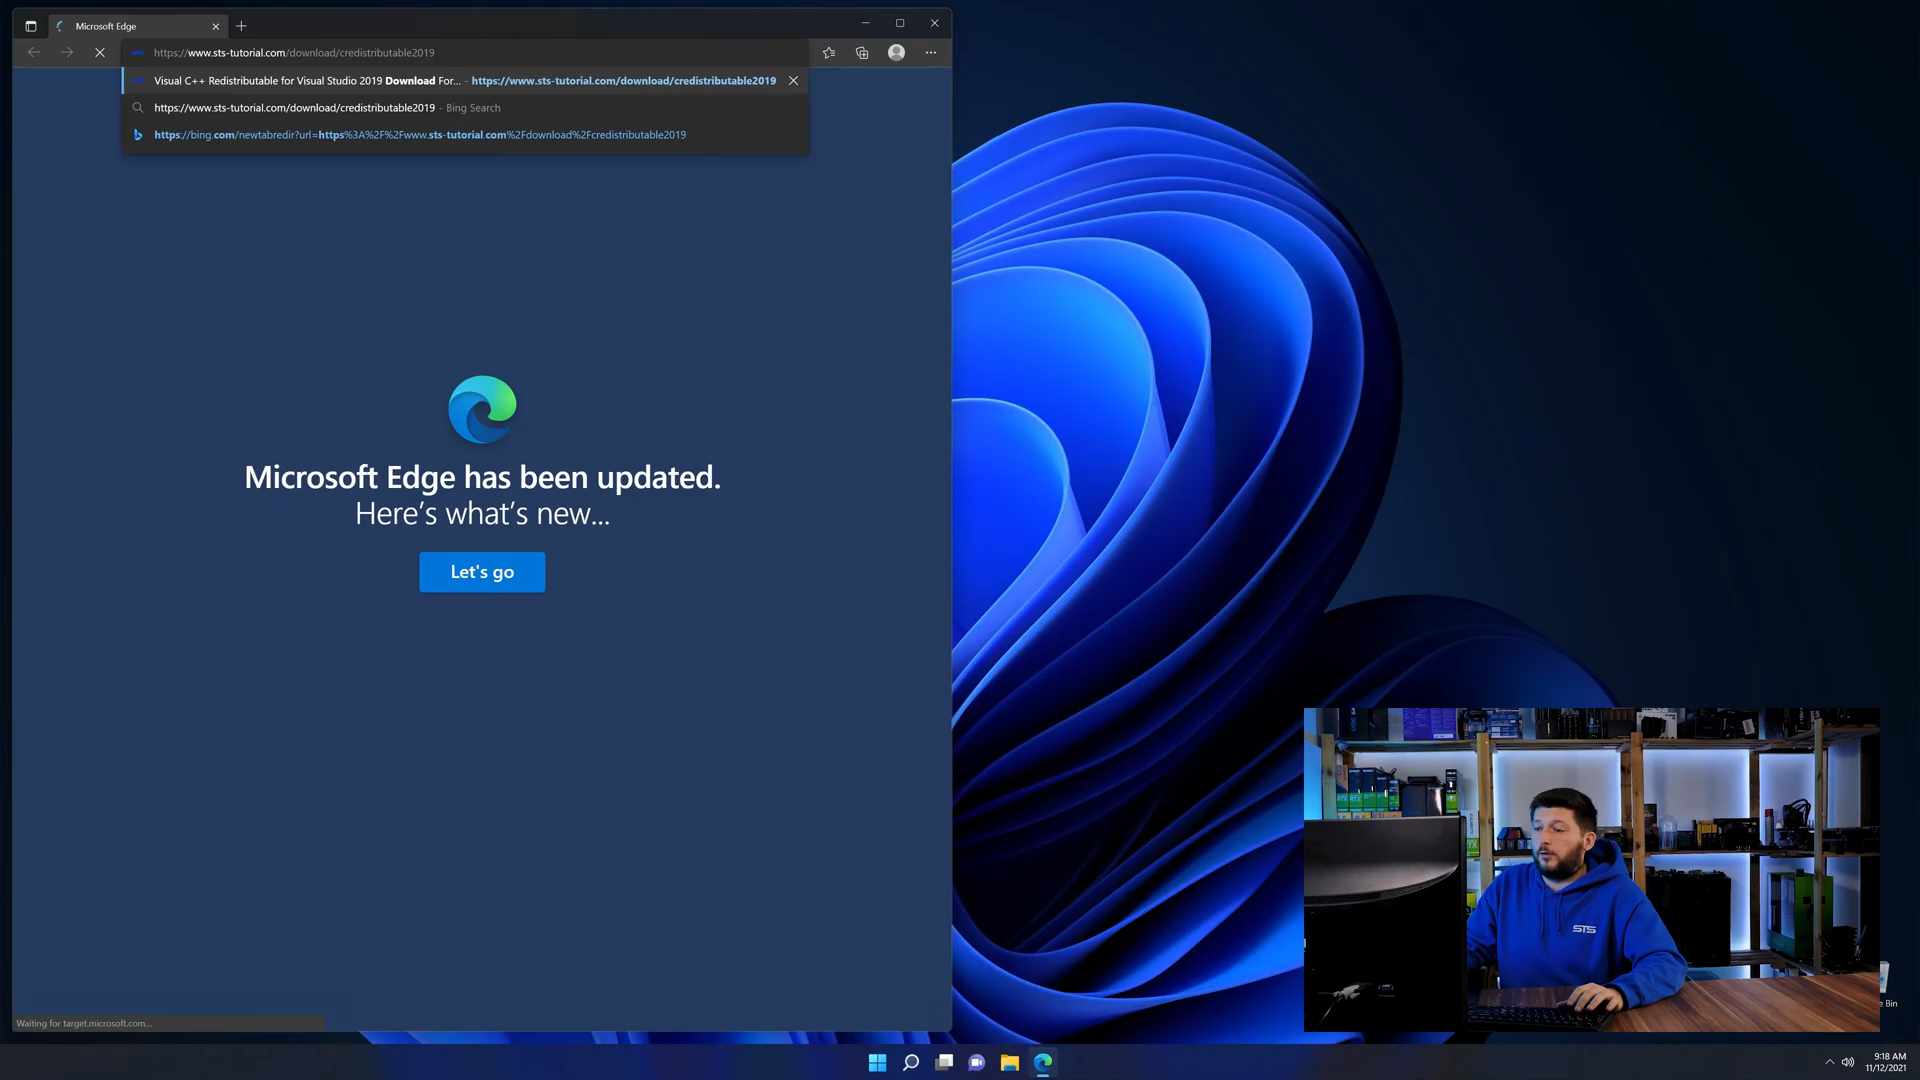 Microsoft Edge
https://www.sts-tutorial.com/download/credistributable2019
Visual C++ Redistributable for Visual Studio 2019 Download For... - https://www.sts-tutorial.com/download/credistributable2019
https://www.sts-tutorial.com/download/credistributable2019 - Bing Search
https://bing.com/newtabredir?url=https%3A%2F%2Fwww.sts-tutorial.com%2Fdownload%2Fcredistributable2019
Microsoft Edge has been updated.
Here's what's new...
Let's go
Waiting for target.microsoft.com...
STS
e Bin
9:18 AM
11/12/2021